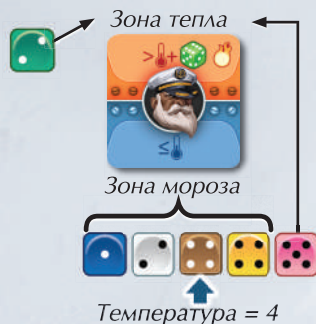 Зона тепла
>
+
≤
Зона мороза
Температура = 4